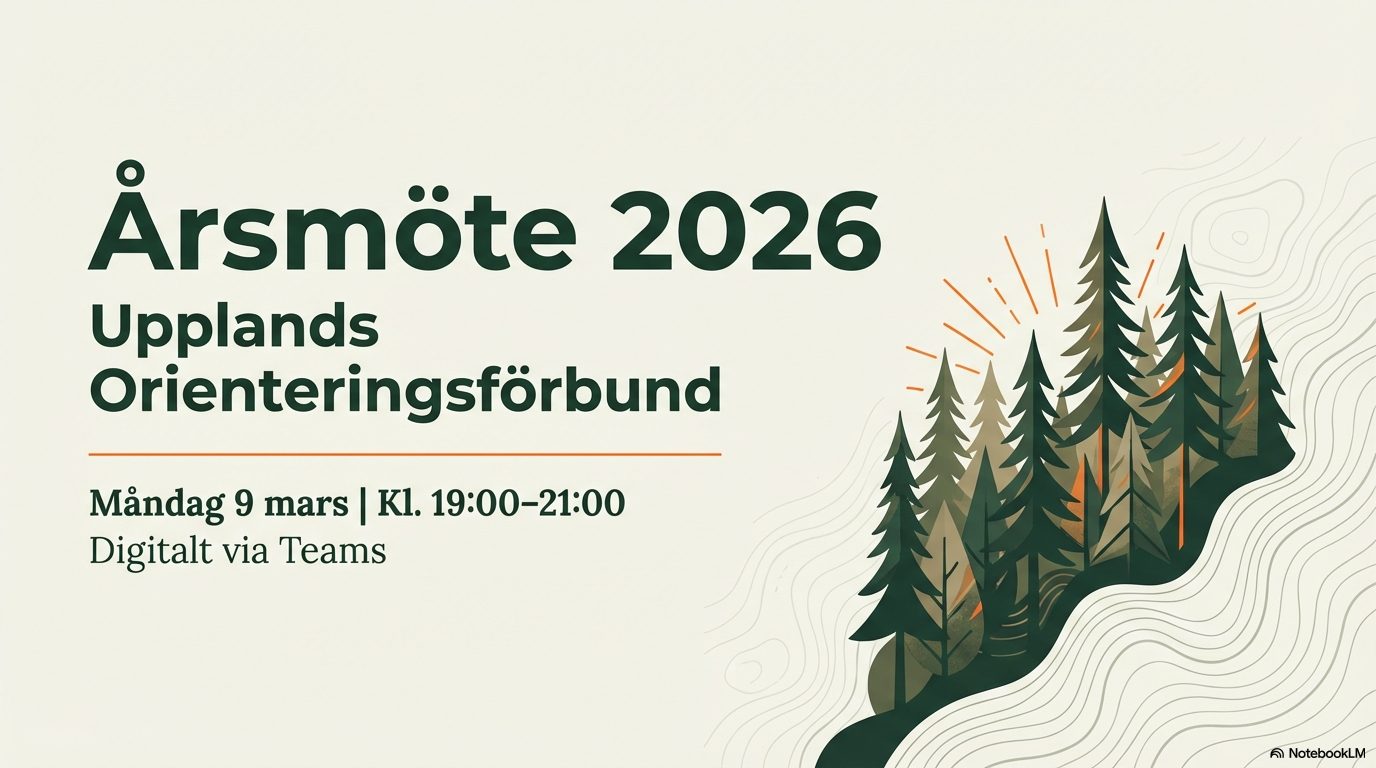 Årsmöte 2026
Upplands
Orienteringsförbund
Måndag 9 mars | Kl. 19:00–21:00
Digitalt via Teams
NotebookLM